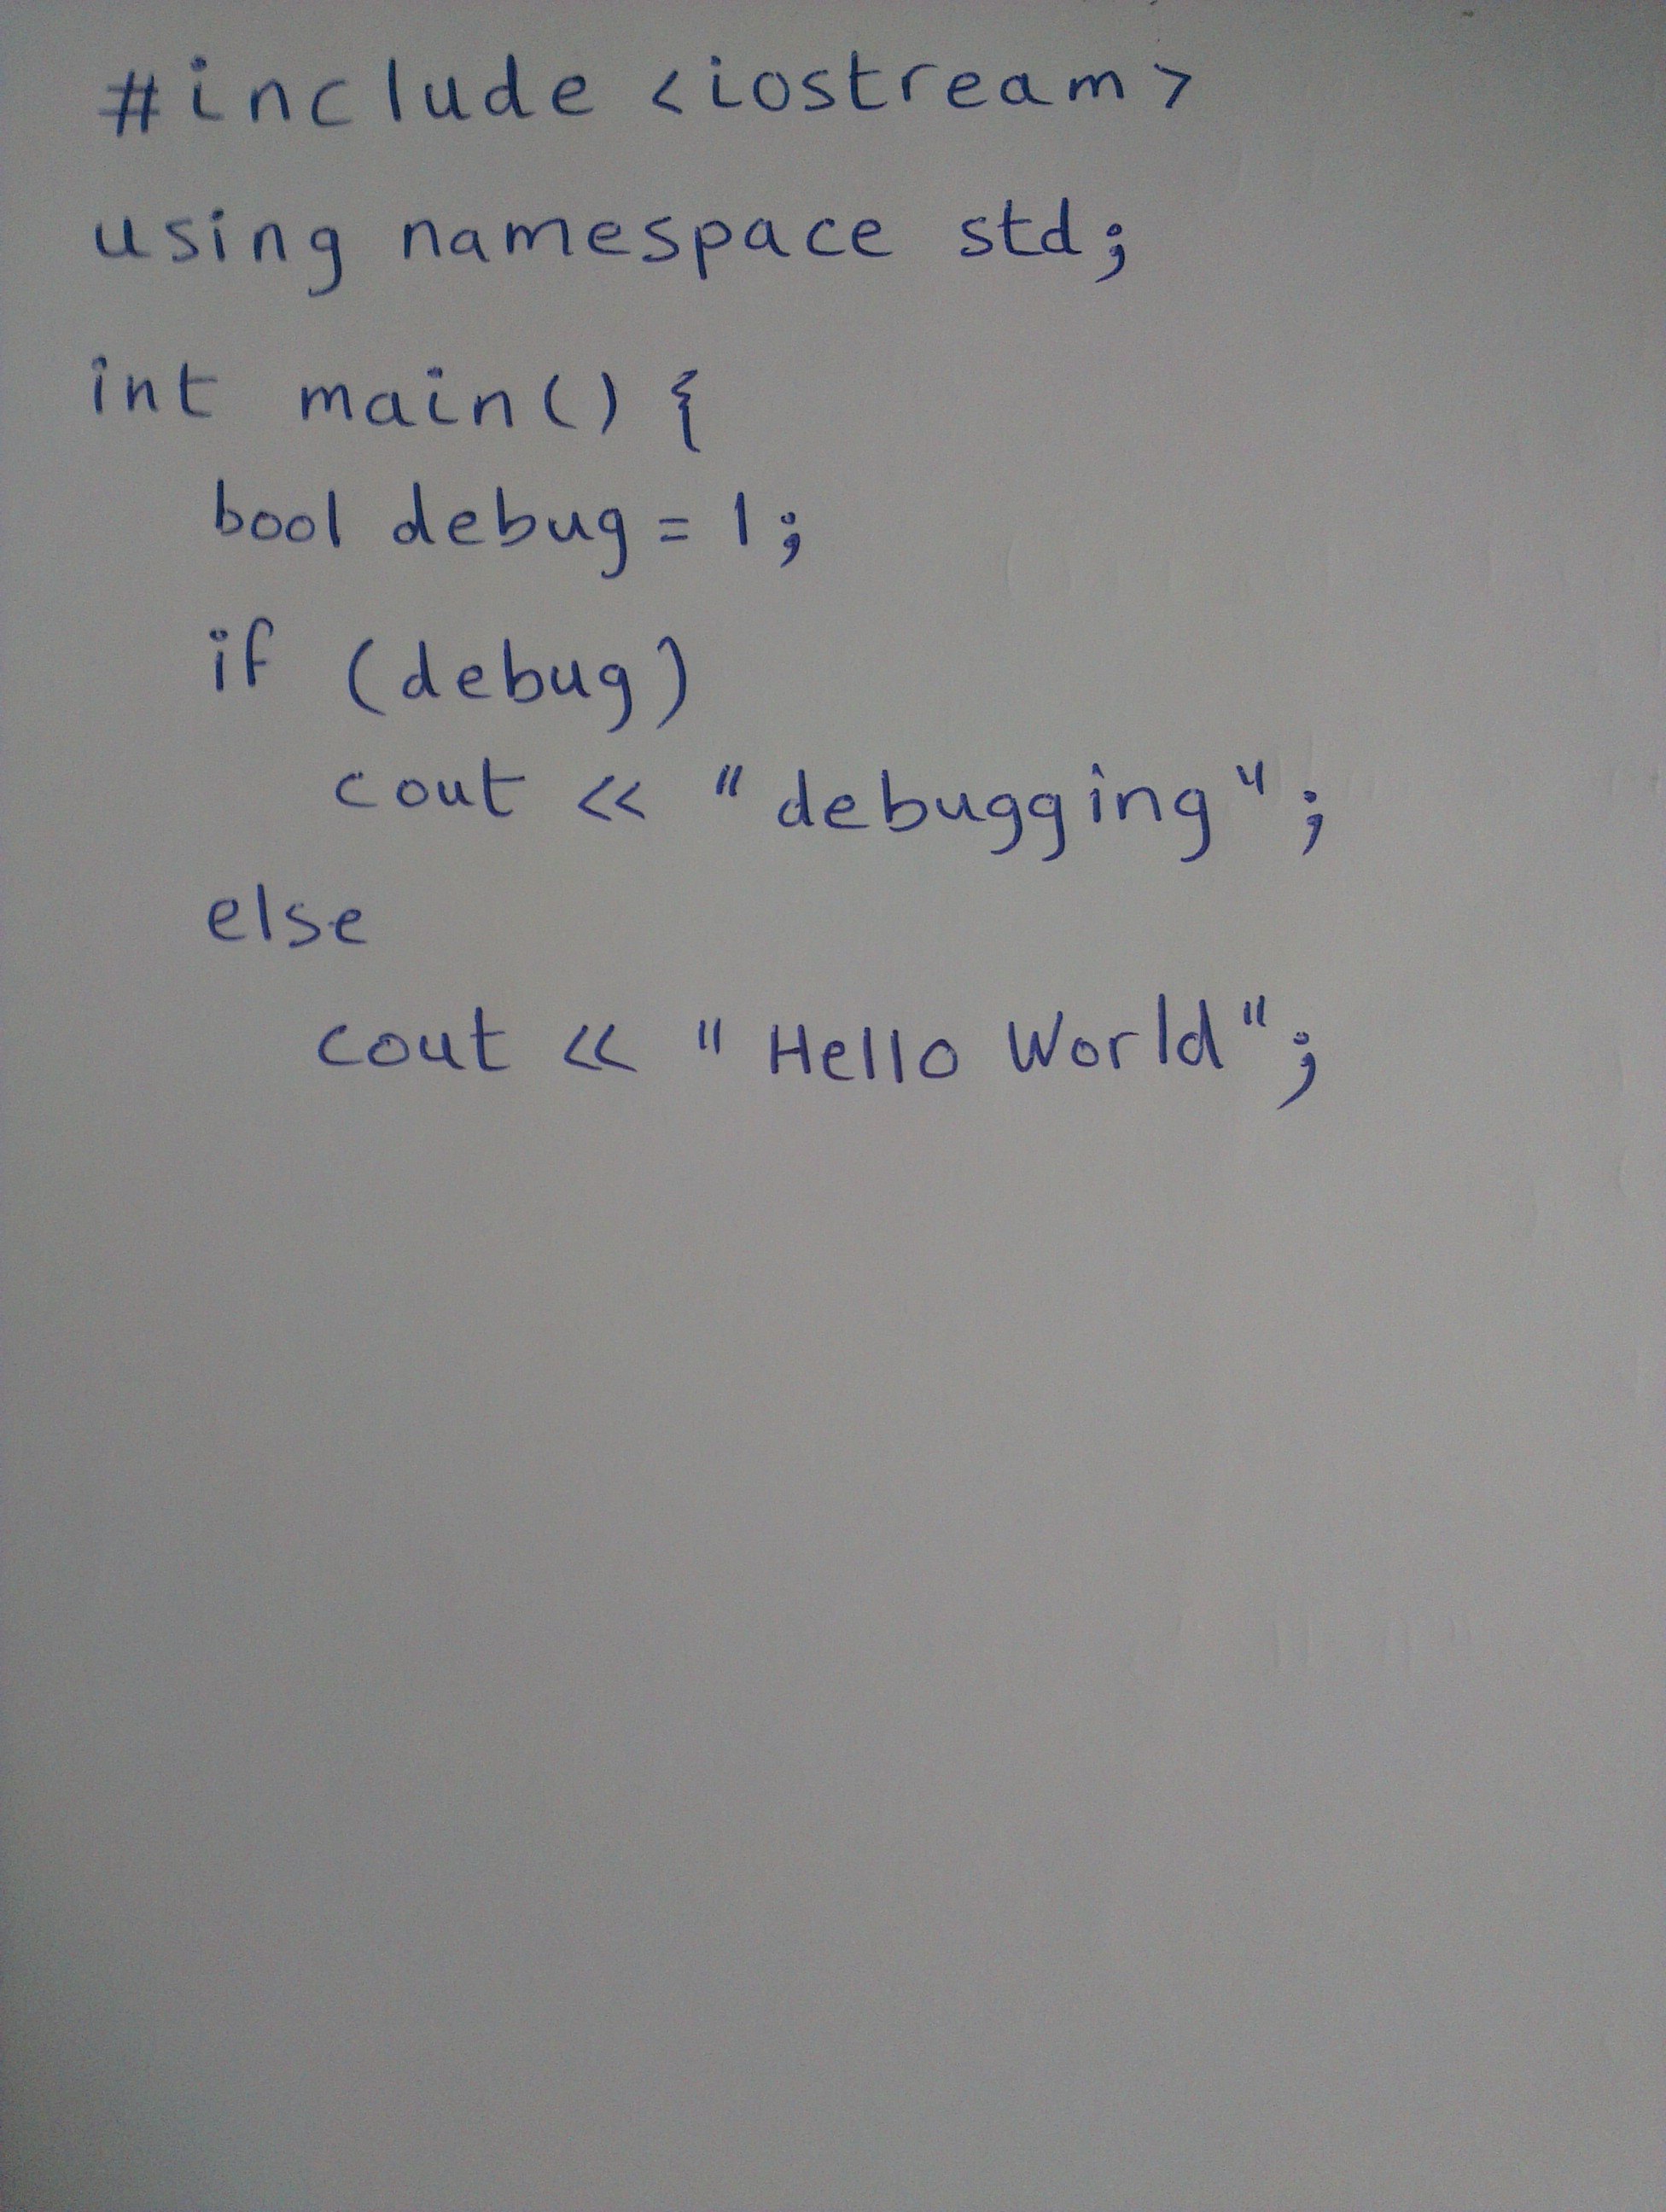 #include <iostream>
using namespace std;
int main() {
bool debug = 1;
if (debug)
cout << "debugging";
else
cout << "Hello World";